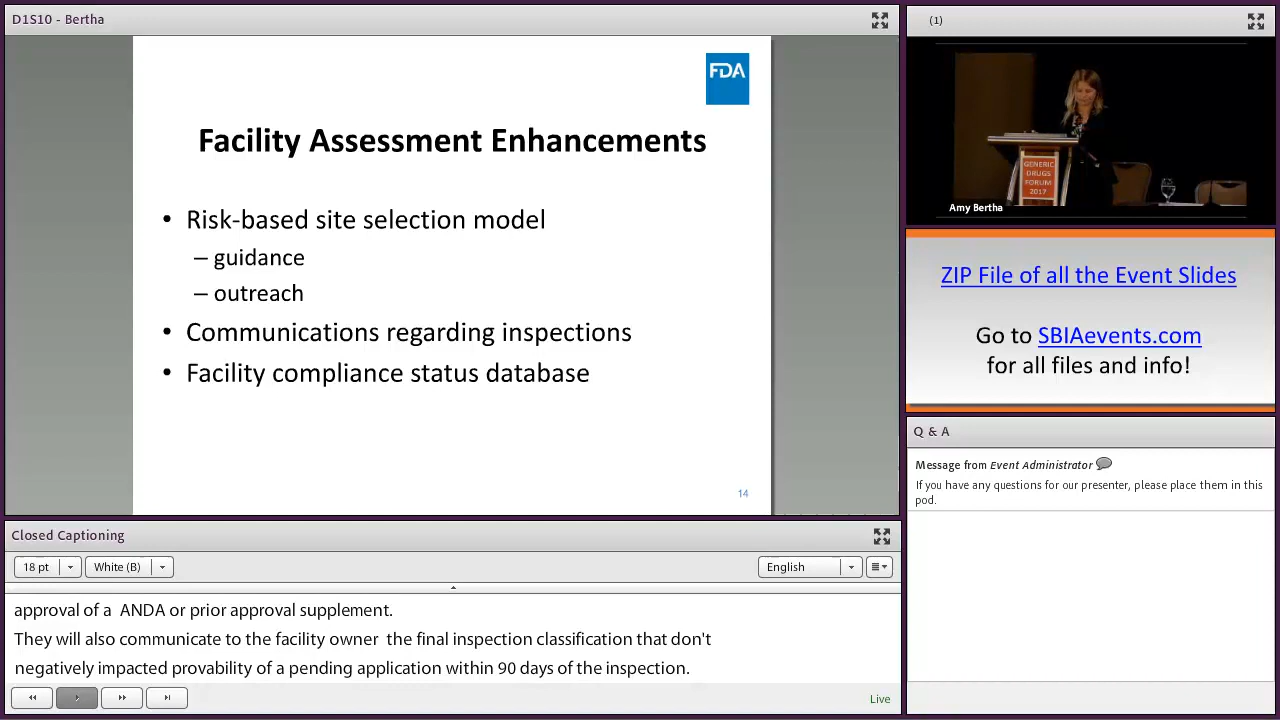 D1S10 - Bertha
FDA
Facility Assessment Enhancements
• Risk-based site selection model
– guidance
– outreach
• Communications regarding inspections
• Facility compliance status database
14
(1)
GENERIC
DRUGS
FORUM
2017
Amy Bertha
ZIP File of all the Event Slides
Go to SBIAevents.com
for all files and info!
Q & A
Message from Event Administrator
If you have any questions for our presenter, please place them in this
pod.
Closed Captioning
18 pt
White (B)
English
approval of a ANDA or prior approval supplement.
They will also communicate to the facility owner the final inspection classification that don't
negatively impacted provability of a pending application within 90 days of the inspection.
Live